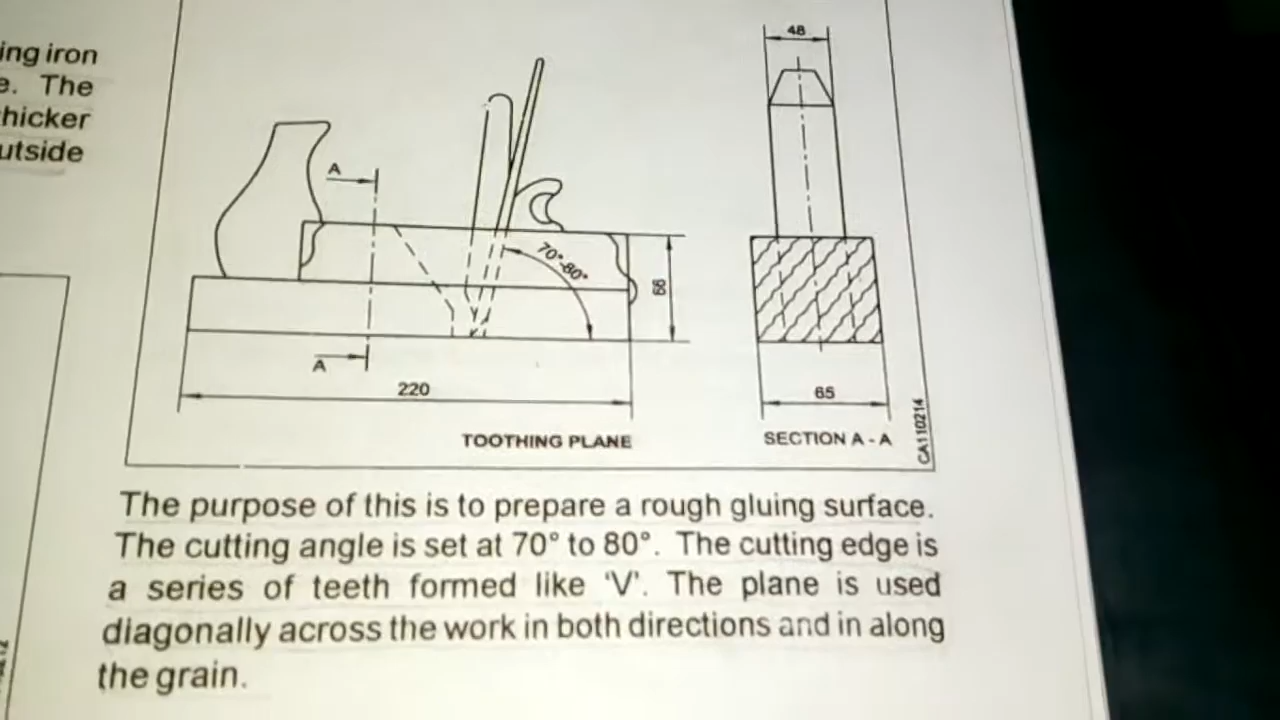 ing iron
e. The
hicker
utside
48
A
70°-80°
66
A
220
65
TOOTHING PLANE
SECTION A - A
CA110214
The purpose of this is to prepare a rough gluing surface.
The cutting angle is set at 70° to 80°. The cutting edge is
a series of teeth formed like 'V'. The plane is used
diagonally across the work in both directions and in along
the grain.